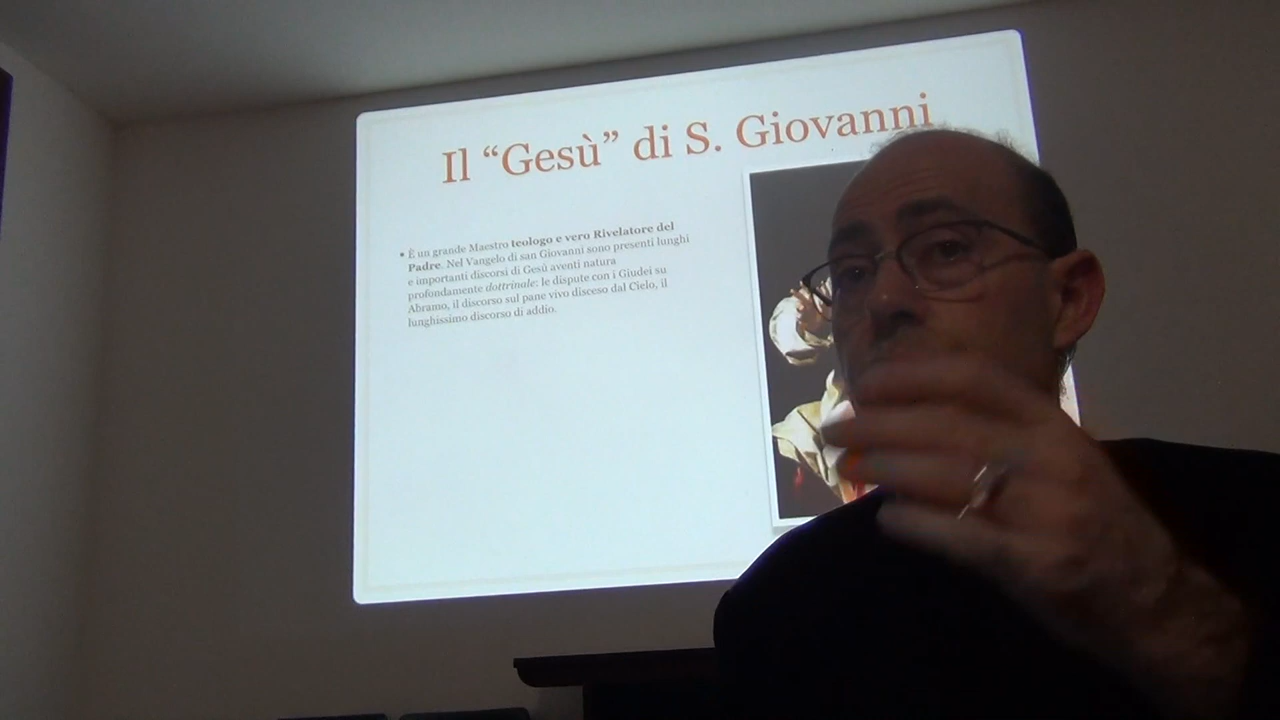 Il “Gesù” di S. Giovanni
• È un grande Maestro teologo e vero Rivelatore del
Padre. Nel Vangelo di san Giovanni sono presenti lunghi
e importanti discorsi di Gesù aventi natura
profondamente dottrinale: le dispute con i Giudei su
Abramo, il discorso sul pane vivo disceso dal Cielo, il
lunghissimo discorso di addio.